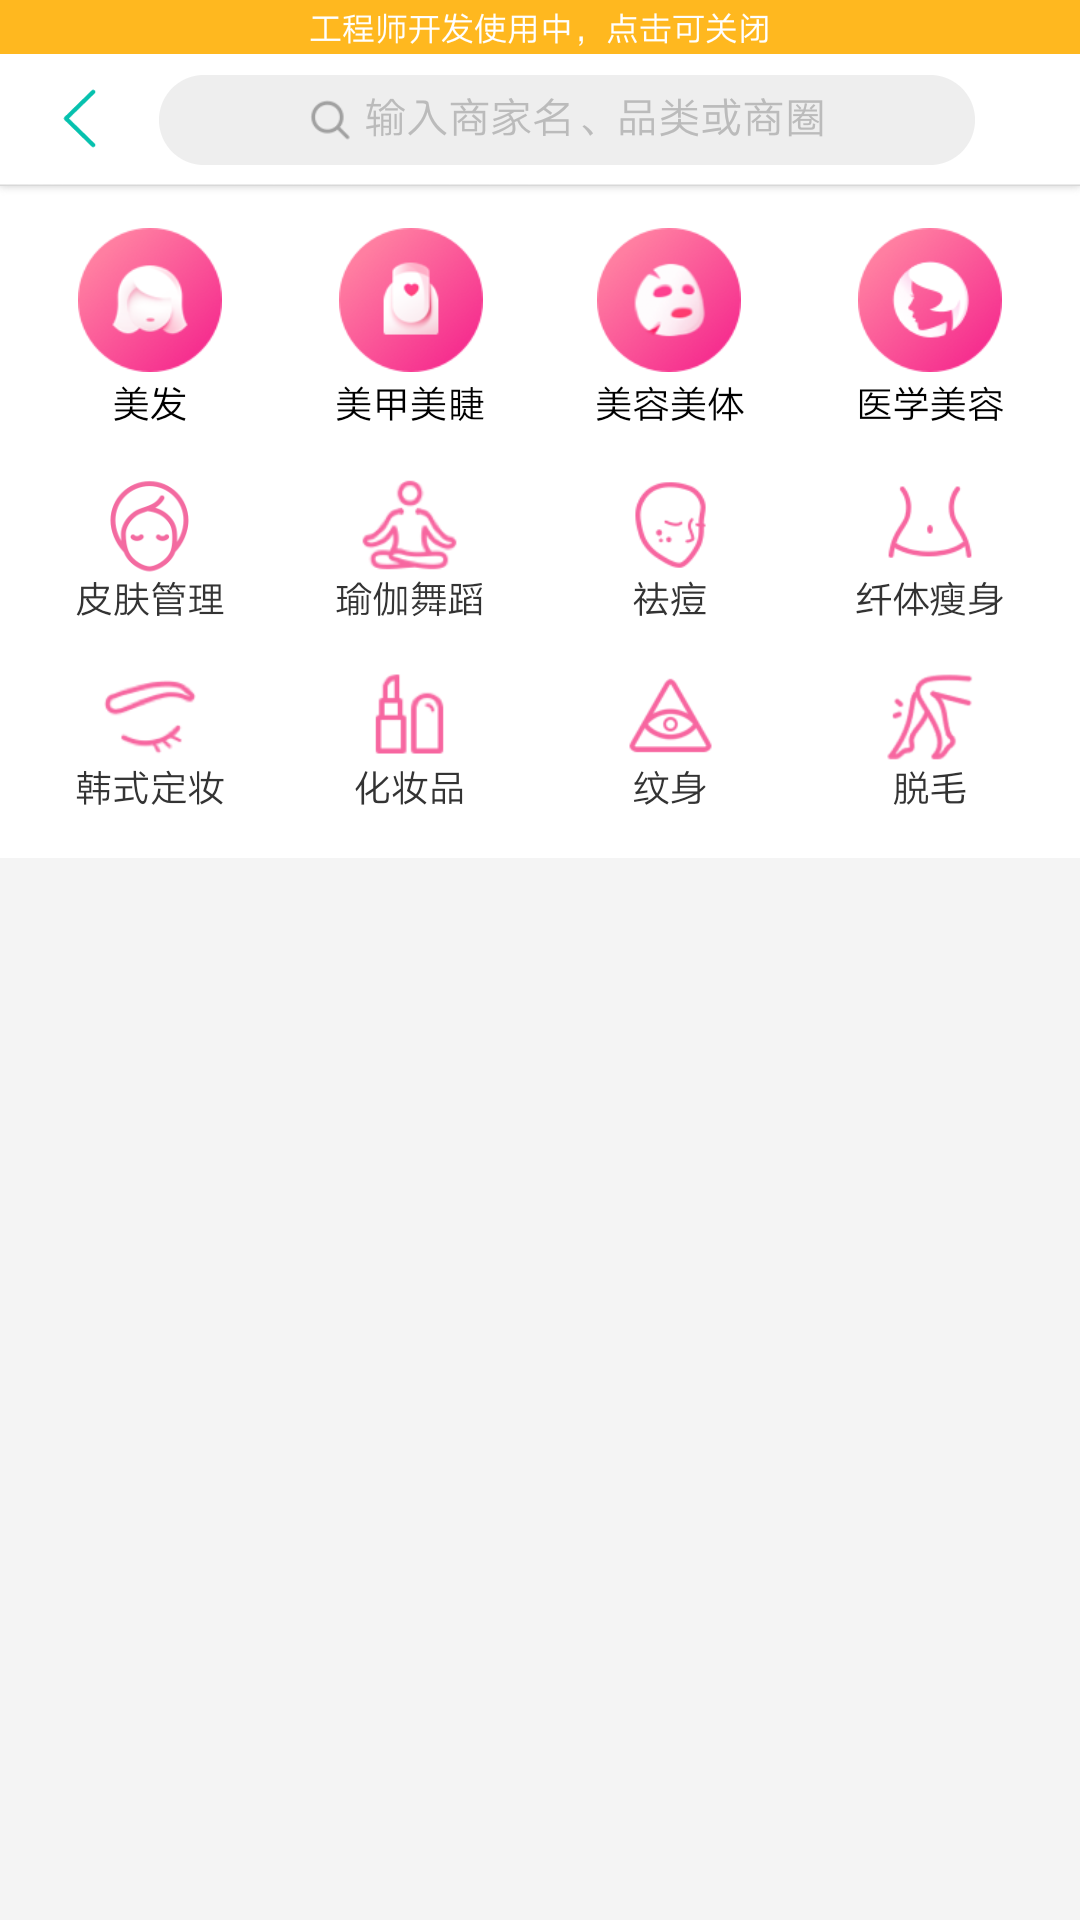 工程师开发使用中，点击可关闭
输入商家名、品类或商圈
美发 美甲美睫 美容美体 医学美容
皮肤管理 瑜伽舞蹈 祛痘 纤体瘦身
韩式定妆 化妆品 纹身 脱毛